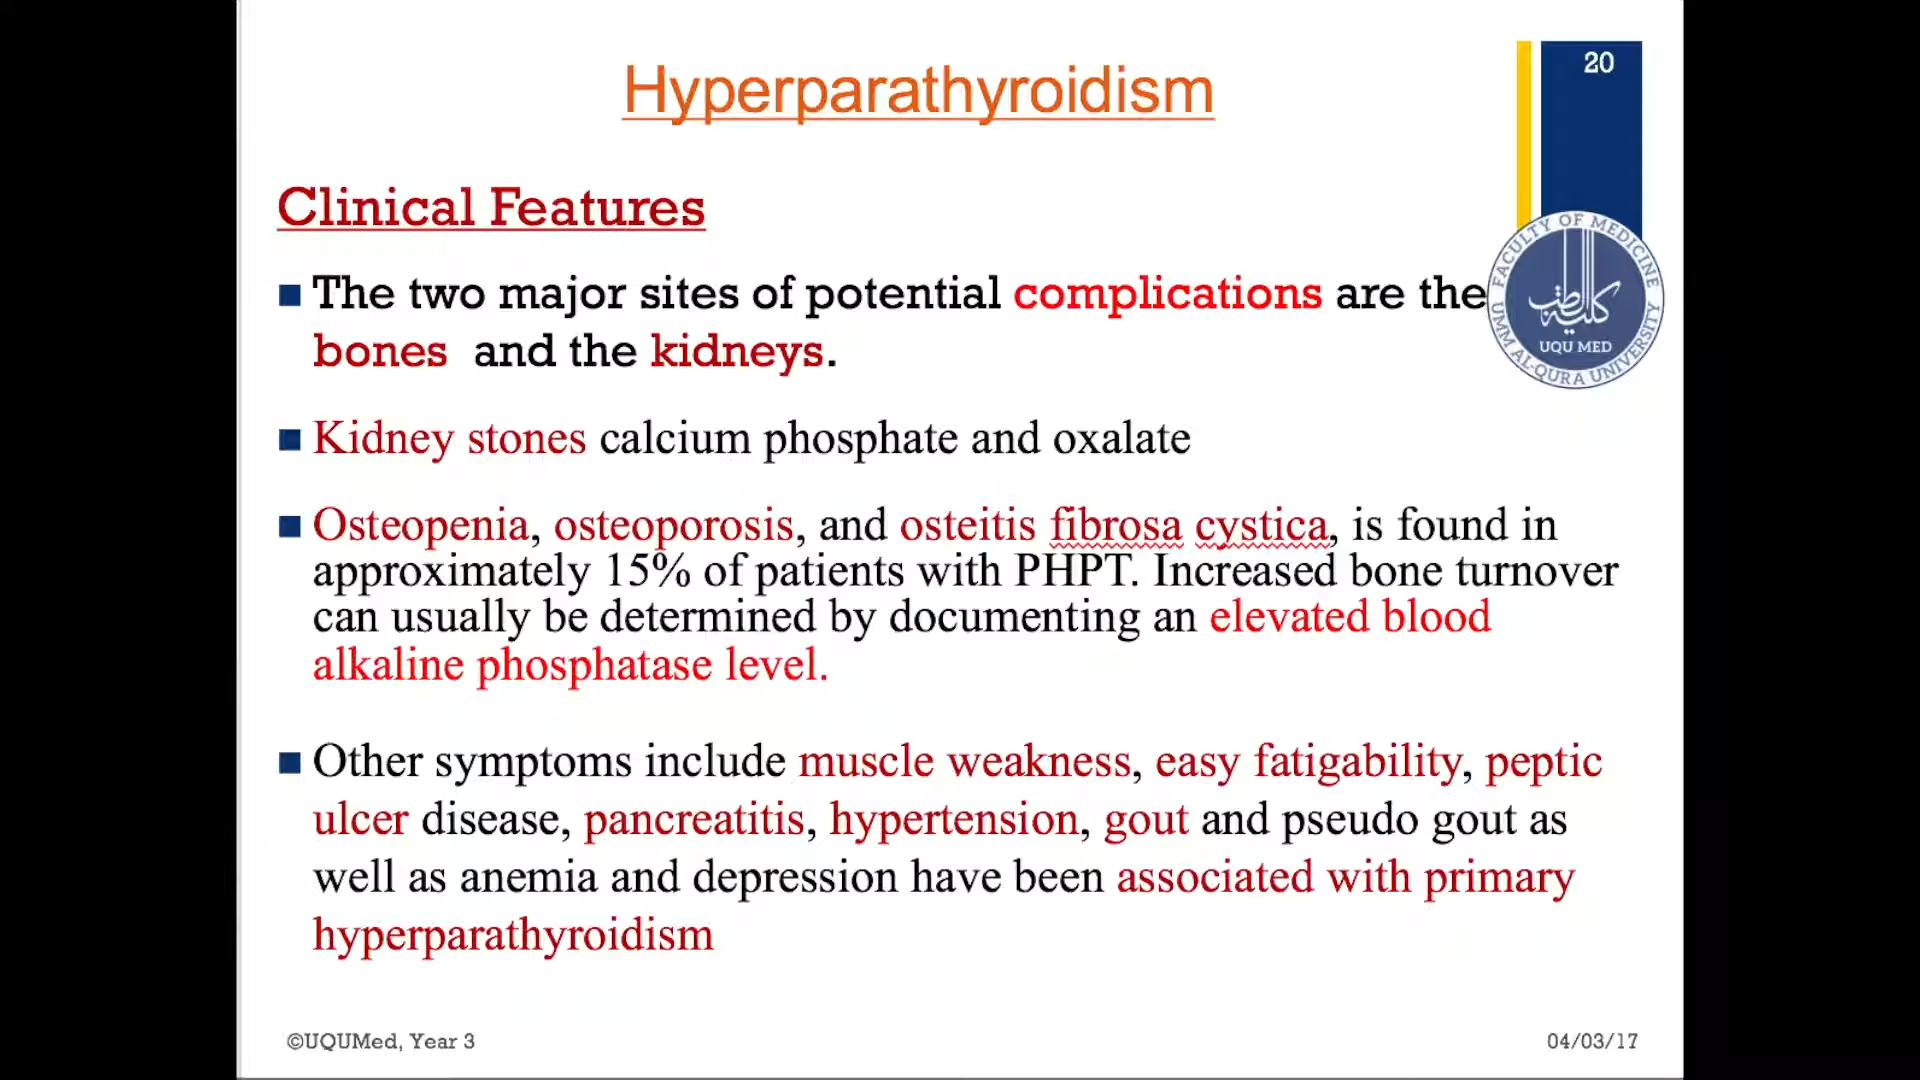 Hyperparathyroidism
20
Clinical Features
The two major sites of potential complications are the
bones and the kidneys.
Kidney stones calcium phosphate and oxalate
Osteopenia, osteoporosis, and osteitis fibrosa cystica, is found in
approximately 15% of patients with PHPT. Increased bone turnover
can usually be determined by documenting an elevated blood
alkaline phosphatase level.
Other symptoms include muscle weakness, easy fatigability, peptic
ulcer disease, pancreatitis, hypertension, gout and pseudo gout as
well as anemia and depression have been associated with primary
hyperparathyroidism
FACULTY OF MEDICINE
كلية الطب
UQU MED
UMM AL-QURA UNIVERSITY
©UQUMed, Year 3
04/03/17